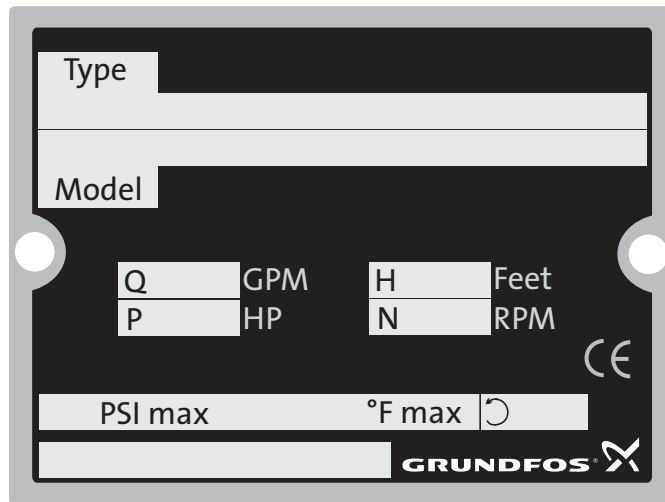 Type
Model
Q GPM H Feet
P HP N RPM
CE
PSI max °F max
GRUNDFOS